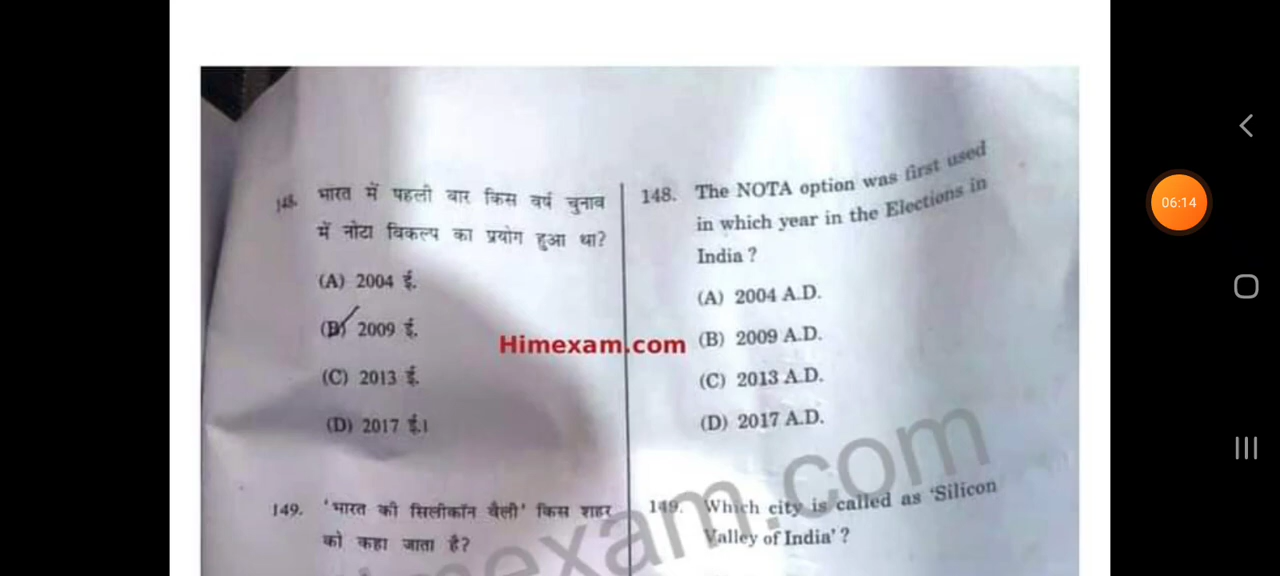 148. भारत में पहली बार किस वर्ष चुनाव
में नोटा विकल्प का प्रयोग हुआ था?
(A) 2004 ई.
(B) 2009 ई.
(C) 2013 ई.
(D) 2017 ई.।
149. 'भारत की सिलीकॉन वैली' किस शहर
को कहा जाता है?
148. The NOTA option was first used
in which year in the Elections in
India ?
(A) 2004 A.D.
(B) 2009 A.D.
(C) 2013 A.D.
(D) 2017 A.D.
149. Which city is called as 'Silicon
Valley of India' ?
Himexam.com
exam.com
06:14